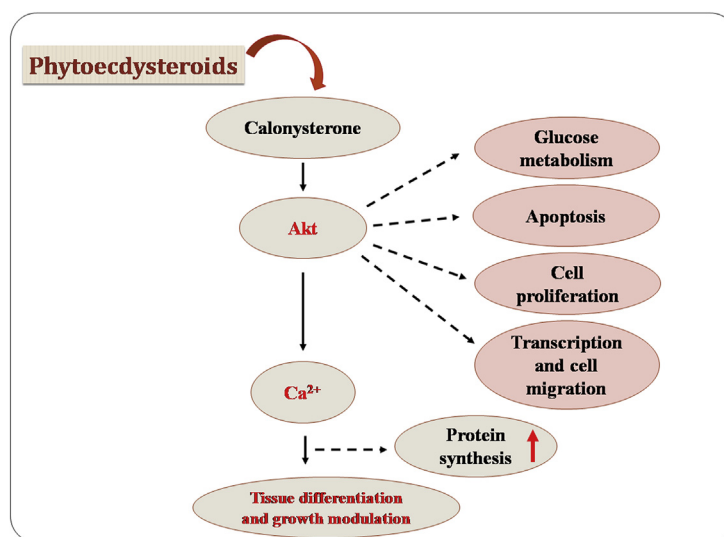 Phytoecdysteroids
Calonysterone
Glucose
metabolism
Akt
Apoptosis
Cell
proliferation
Transcription
and cell
migration
Ca²⁺
Protein
synthesis
Tissue differentiation
and growth modulation